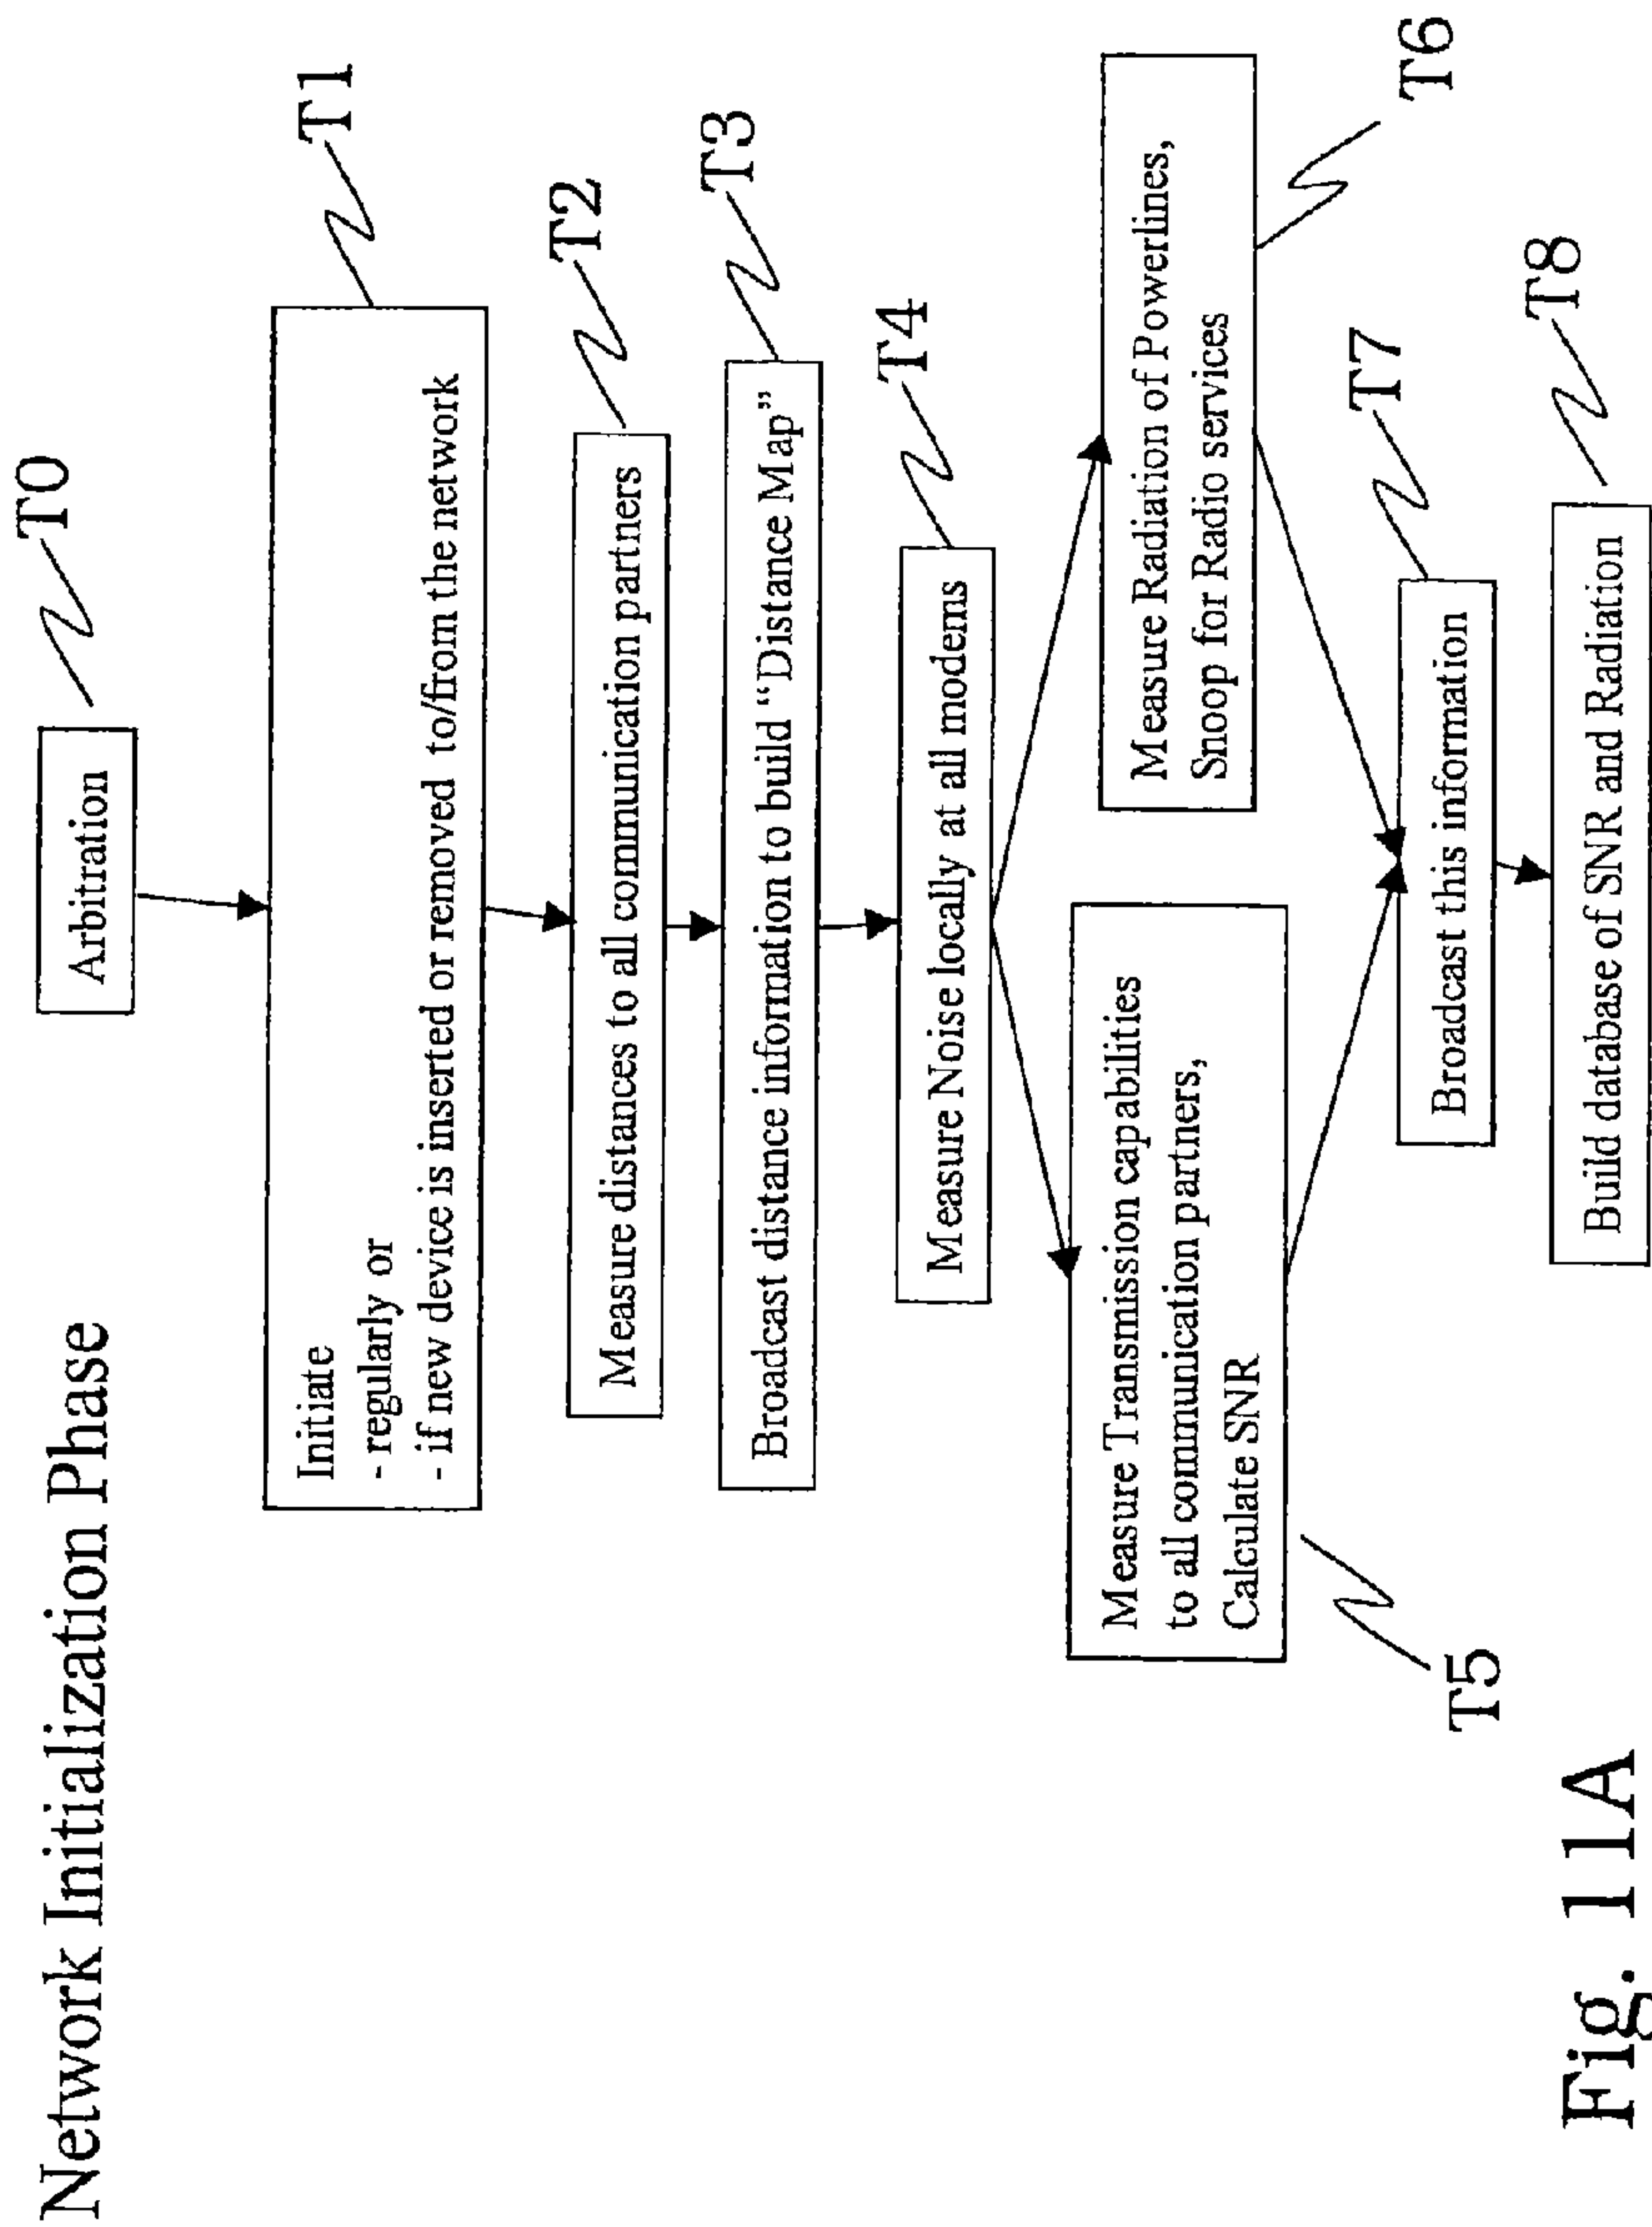 Network Initialization Phase
Arbitration
T0
Initiate
- regularly or
- if new device is inserted or removed to/from the network
T1
Measure distances to all communication partners
T2
Broadcast distance information to build “Distance Map”
T3
Measure Noise locally at all modems
T4
Measure Transmission capabilities
to all communication partners,
Calculate SNR
T5
Measure Radiation of Powerlines,
Snoop for Radio services
T6
Broadcast this information
T7
Build database of SNR and Radiation
T8
Fig. 11A